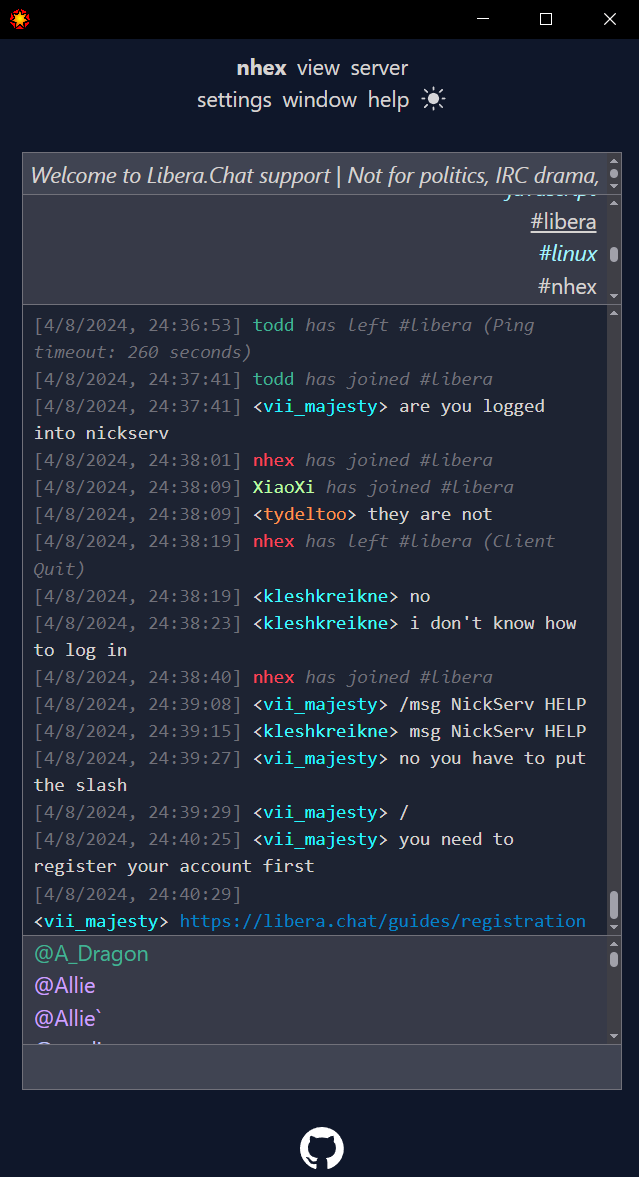 nhex view server
settings window help
Welcome to Libera.Chat support | Not for politics, IRC drama,
javascript
#libera
#linux
#nhex
[4/8/2024, 24:36:53] todd has left #libera (Ping
timeout: 260 seconds)
[4/8/2024, 24:37:41] todd has joined #libera
[4/8/2024, 24:37:41] <vii_majesty> are you logged
into nickserv
[4/8/2024, 24:38:01] nhex has joined #libera
[4/8/2024, 24:38:09] XiaoXi has joined #libera
[4/8/2024, 24:38:09] <tydeltoo> they are not
[4/8/2024, 24:38:19] nhex has left #libera (Client
Quit)
[4/8/2024, 24:38:19] <kleshkreikne> no
[4/8/2024, 24:38:23] <kleshkreikne> i don't know how
to log in
[4/8/2024, 24:38:40] nhex has joined #libera
[4/8/2024, 24:39:08] <vii_majesty> /msg NickServ HELP
[4/8/2024, 24:39:15] <kleshkreikne> msg NickServ HELP
[4/8/2024, 24:39:27] <vii_majesty> no you have to put
the slash
[4/8/2024, 24:39:29] <vii_majesty> /
[4/8/2024, 24:40:25] <vii_majesty> you need to
register your account first
[4/8/2024, 24:40:29]
<vii_majesty> https://libera.chat/guides/registration
@A_Dragon
@Allie
@Allie`